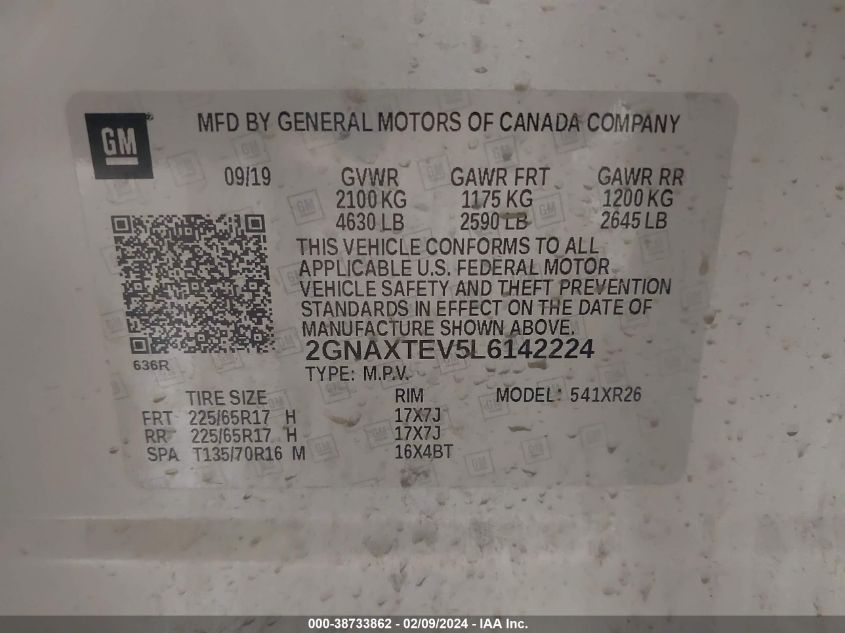 GM
MFD BY GENERAL MOTORS OF CANADA COMPANY
09/19 GVWR GAWR FRT GAWR RR
2100 KG 1175 KG 1200 KG
4630 LB 2590 LB 2645 LB
THIS VEHICLE CONFORMS TO ALL
APPLICABLE U.S. FEDERAL MOTOR
VEHICLE SAFETY AND THEFT PREVENTION
STANDARDS IN EFFECT ON THE DATE OF
MANUFACTURE SHOWN ABOVE.
2GNAXTEV5L6142224
636R
TYPE: M.P.V.
TIRE SIZE RIM MODEL: 541XR26
FRT 225/65R17 H 17X7J
RR 225/65R17 H 17X7J
SPA T135/70R16 M 16X4BT
000-38733862 - 02/09/2024 - IAA Inc.